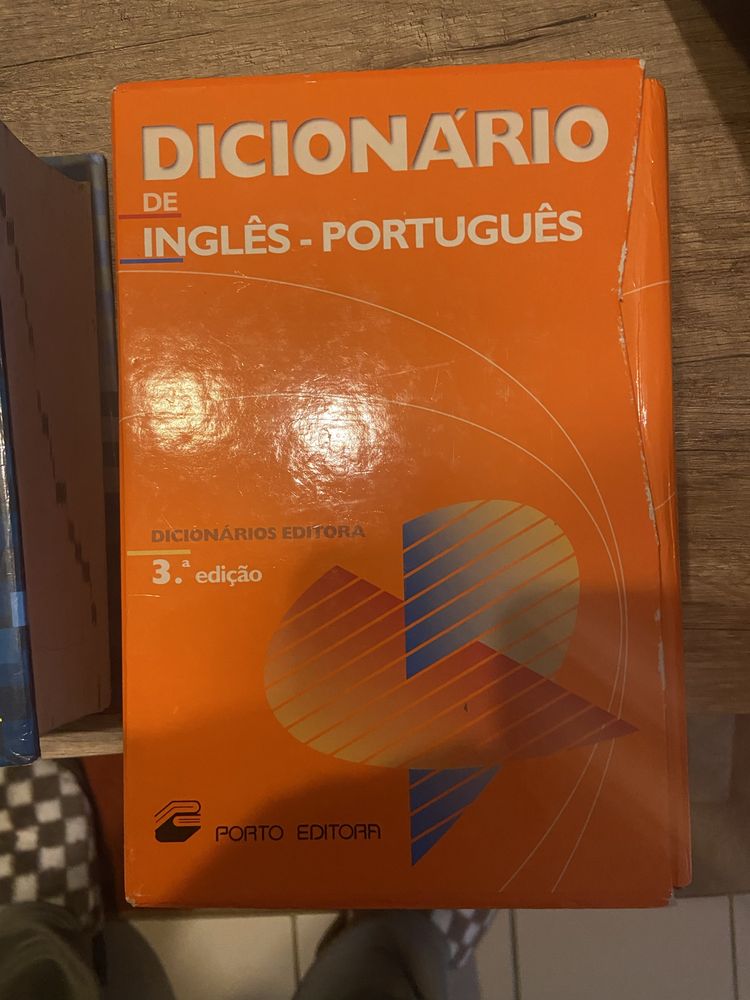 DICIONÁRIO
DE
INGLÊS - PORTUGUÊS
DICIONÁRIOS EDITORA
3.ª edição
PORTO EDITORA